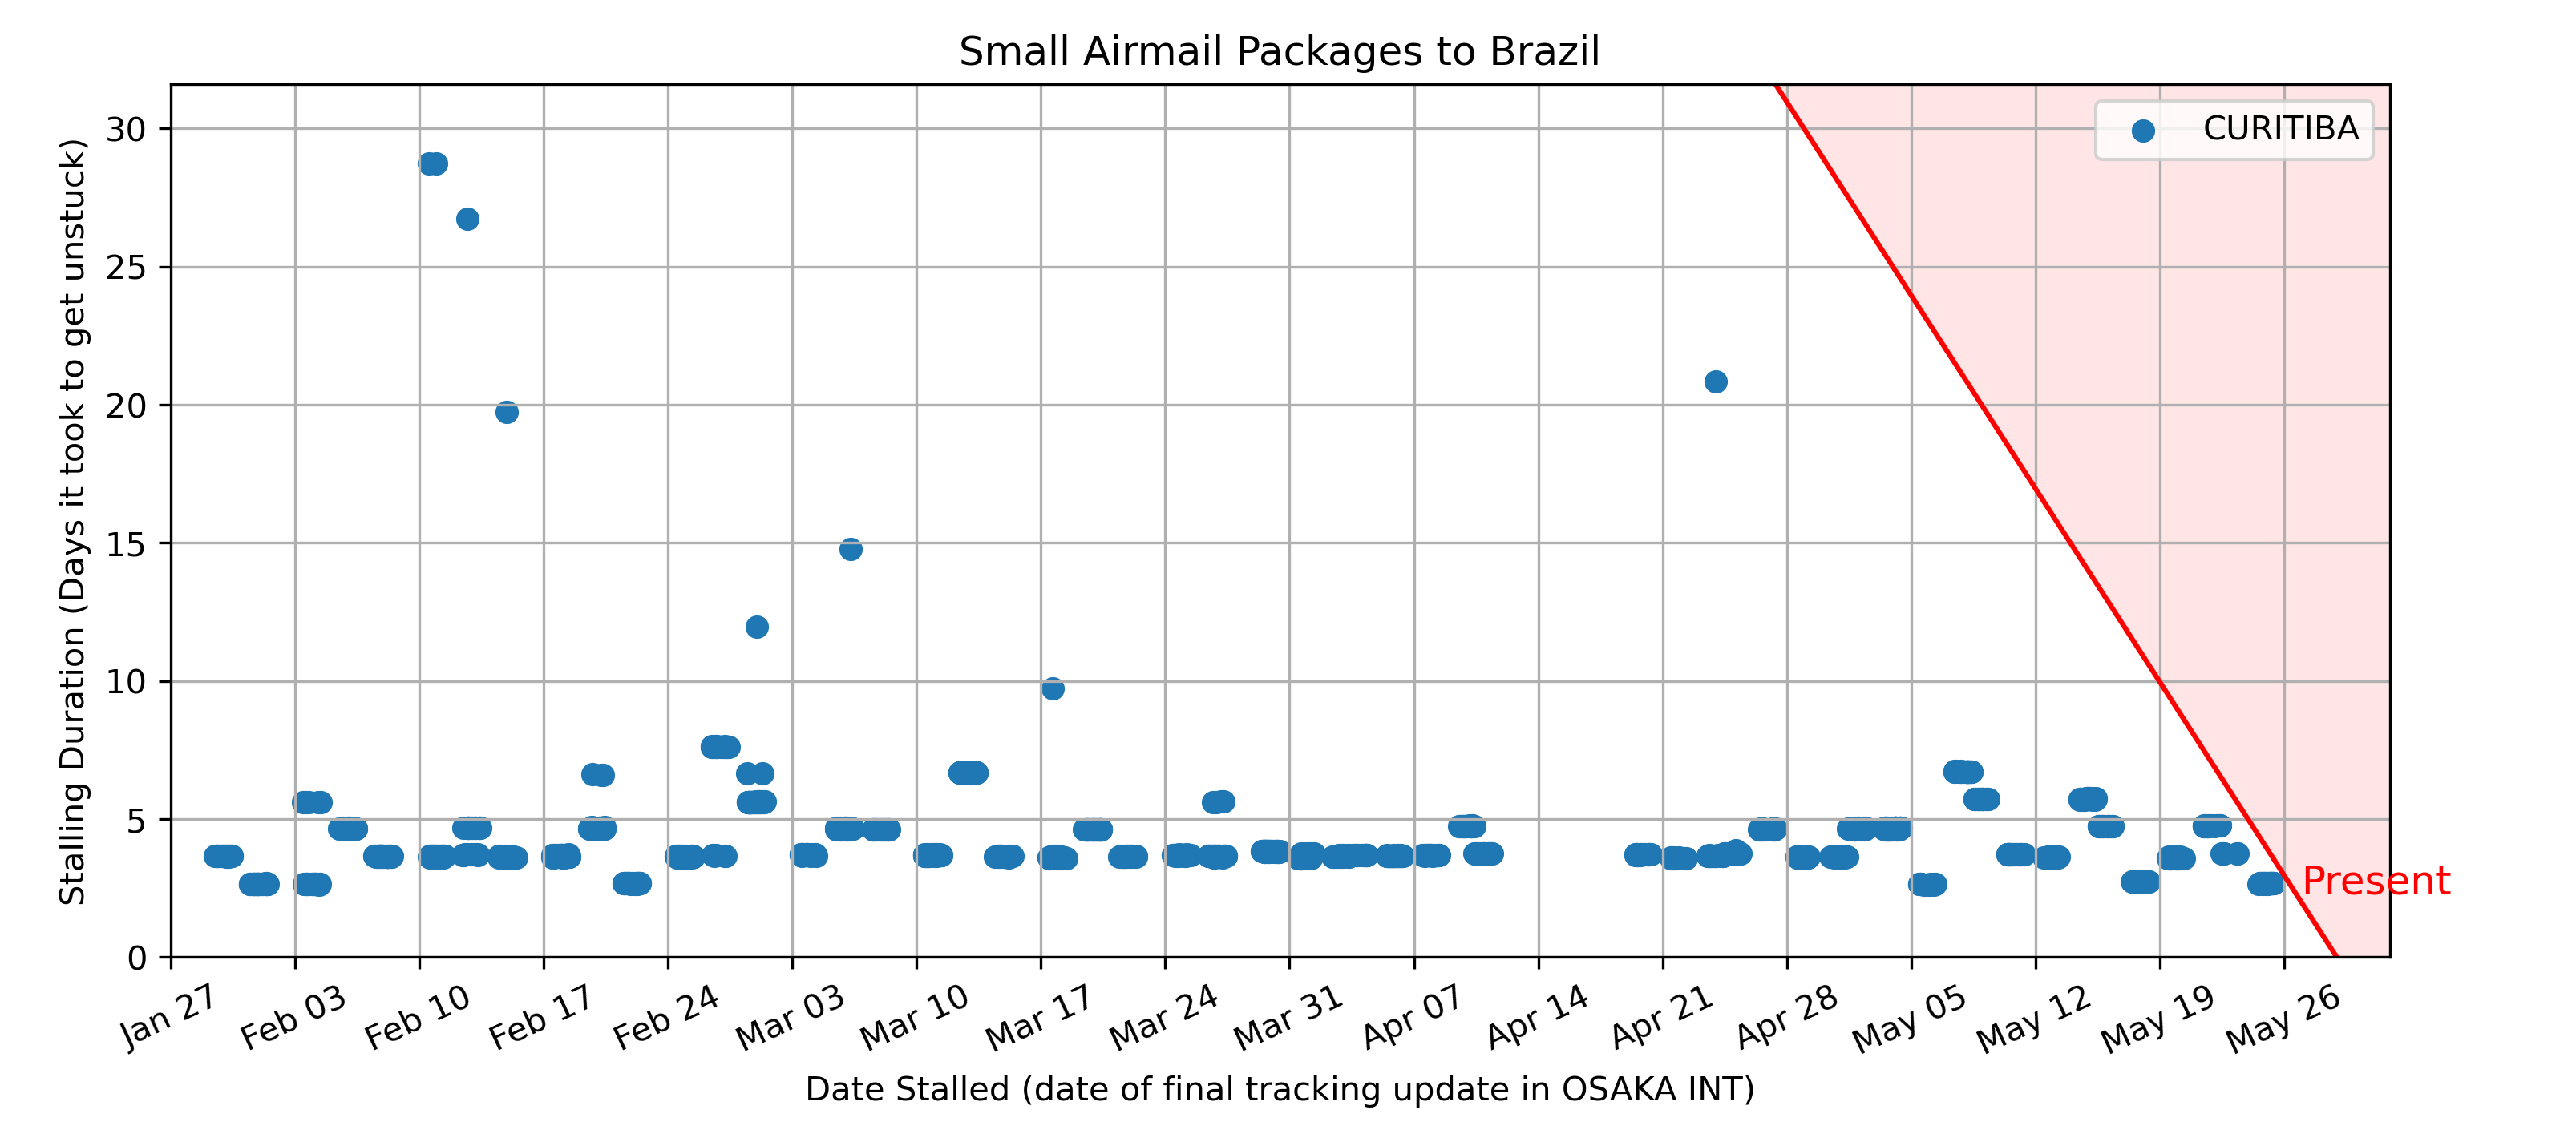 Small Airmail Packages to Brazil
Stalling Duration (Days it took to get unstuck)
30
25
20
15
10
5
0
CURITIBA
Present
Jan 27
Feb 03
Feb 10
Feb 17
Feb 24
Mar 03
Mar 10
Mar 17
Mar 24
Mar 31
Apr 07
Apr 14
Apr 21
Apr 28
May 05
May 12
May 19
May 26
Date Stalled (date of final tracking update in OSAKA INT)